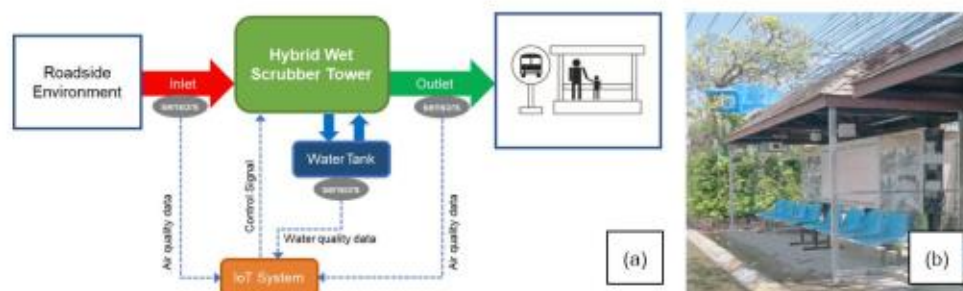 Roadside
Environment
Inlet
sensors
Hybrid Wet
Scrubber Tower
Outlet
sensors
Water Tank
sensors
Air quality data
Control Signal
Water quality data
Air quality data
IoT System
(a)
(b)